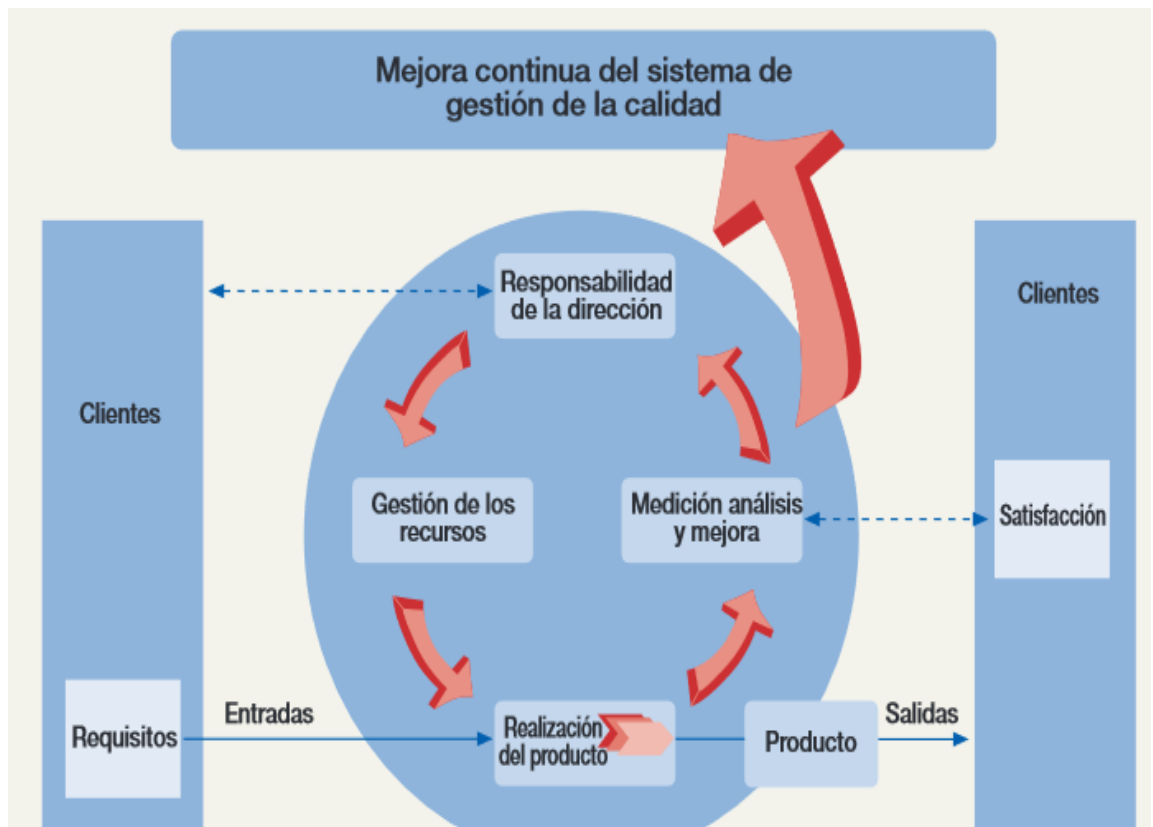 Mejora continua del sistema de
gestión de la calidad
Responsabilidad
de la dirección
Clientes
Clientes
Gestión de los
recursos
Medición análisis
y mejora
Satisfacción
Requisitos
Entradas
Realización
del producto
Producto
Salidas